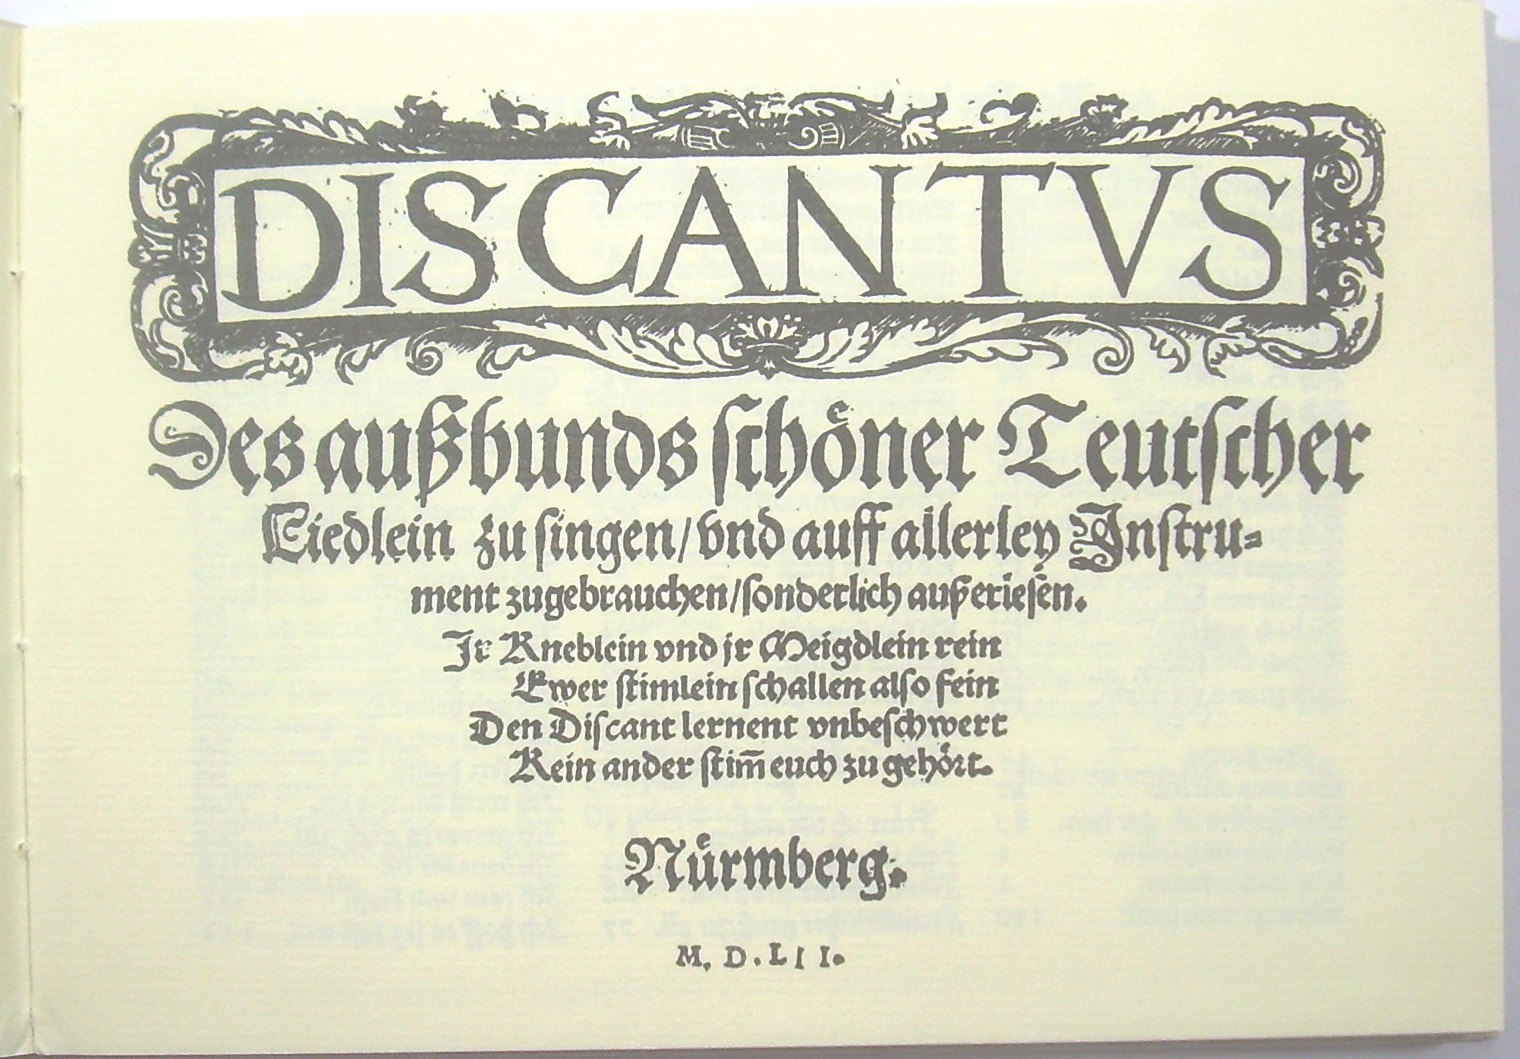 DISCANTVS
Des außbunds schöner Teutscher
Liedlein zu singen/ vnd auff allerley Instru-
ment zugebrauchen/ sonderlich außerlesen.
Ir Kneblein vnd jr Meigdlein rein
Ewer stimlein schallen also fein
Den Discant lernent vnbeschwert
Kein ander stim̅ euch zu gehört.
Nürmberg.
M. D. LII I.